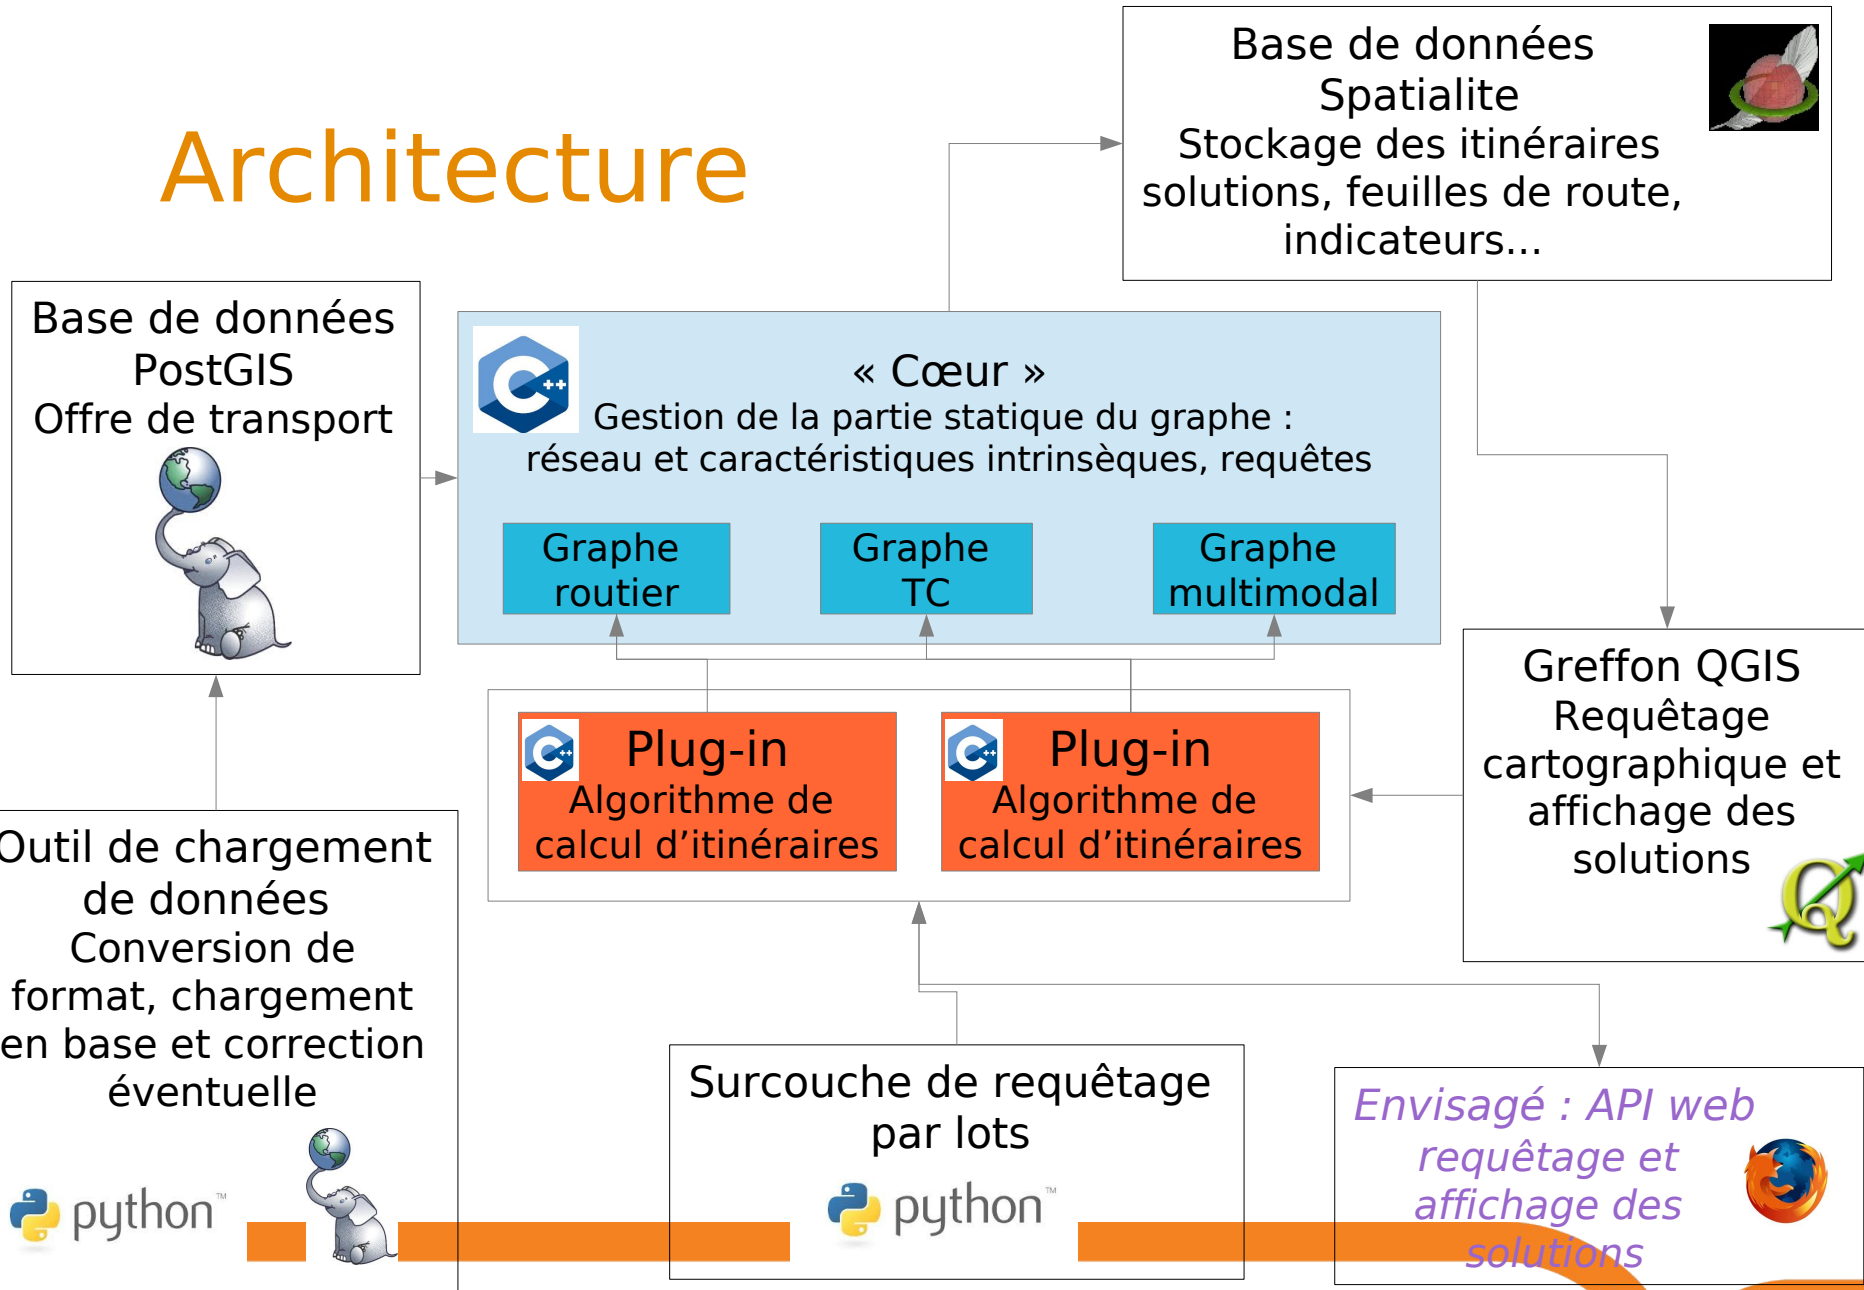 Architecture
Base de données
Spatialite
Stockage des itinéraires
solutions, feuilles de route,
indicateurs...
Base de données
PostGIS
Offre de transport
« Cœur »
Gestion de la partie statique du graphe :
réseau et caractéristiques intrinsèques, requêtes
Graphe
routier
Graphe
TC
Graphe
multimodal
Plug-in
Algorithme de
calcul d’itinéraires
Plug-in
Algorithme de
calcul d’itinéraires
Greffon QGIS
Requêtage
cartographique et
affichage des
solutions
Outil de chargement
de données
Conversion de
format, chargement
en base et correction
éventuelle
python™
Surcouche de requêtage
par lots
python™
Envisagé : API web
requêtage et
affichage des
solutions